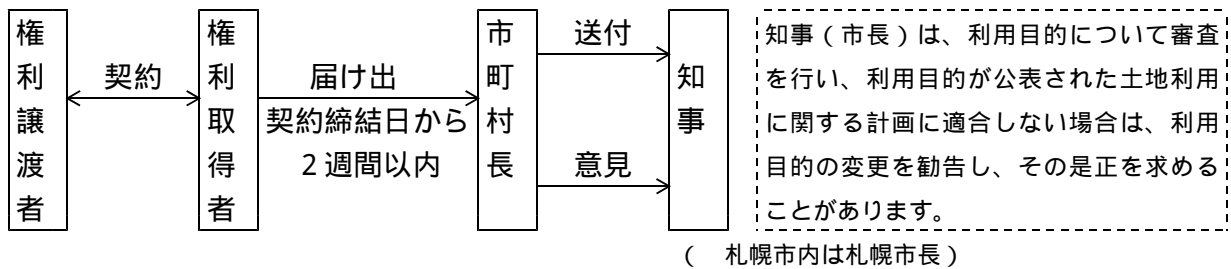 権利譲渡者
契約
権利取得者
届け出
契約締結日から
2週間以内
市町村長
送付
意見
知事
知事(市長)は、利用目的について審査
を行い、利用目的が公表された土地利用
に関する計画に適合しない場合は、利用
目的の変更を勧告し、その是正を求める
ことがあります。
( 札幌市内は札幌市長)